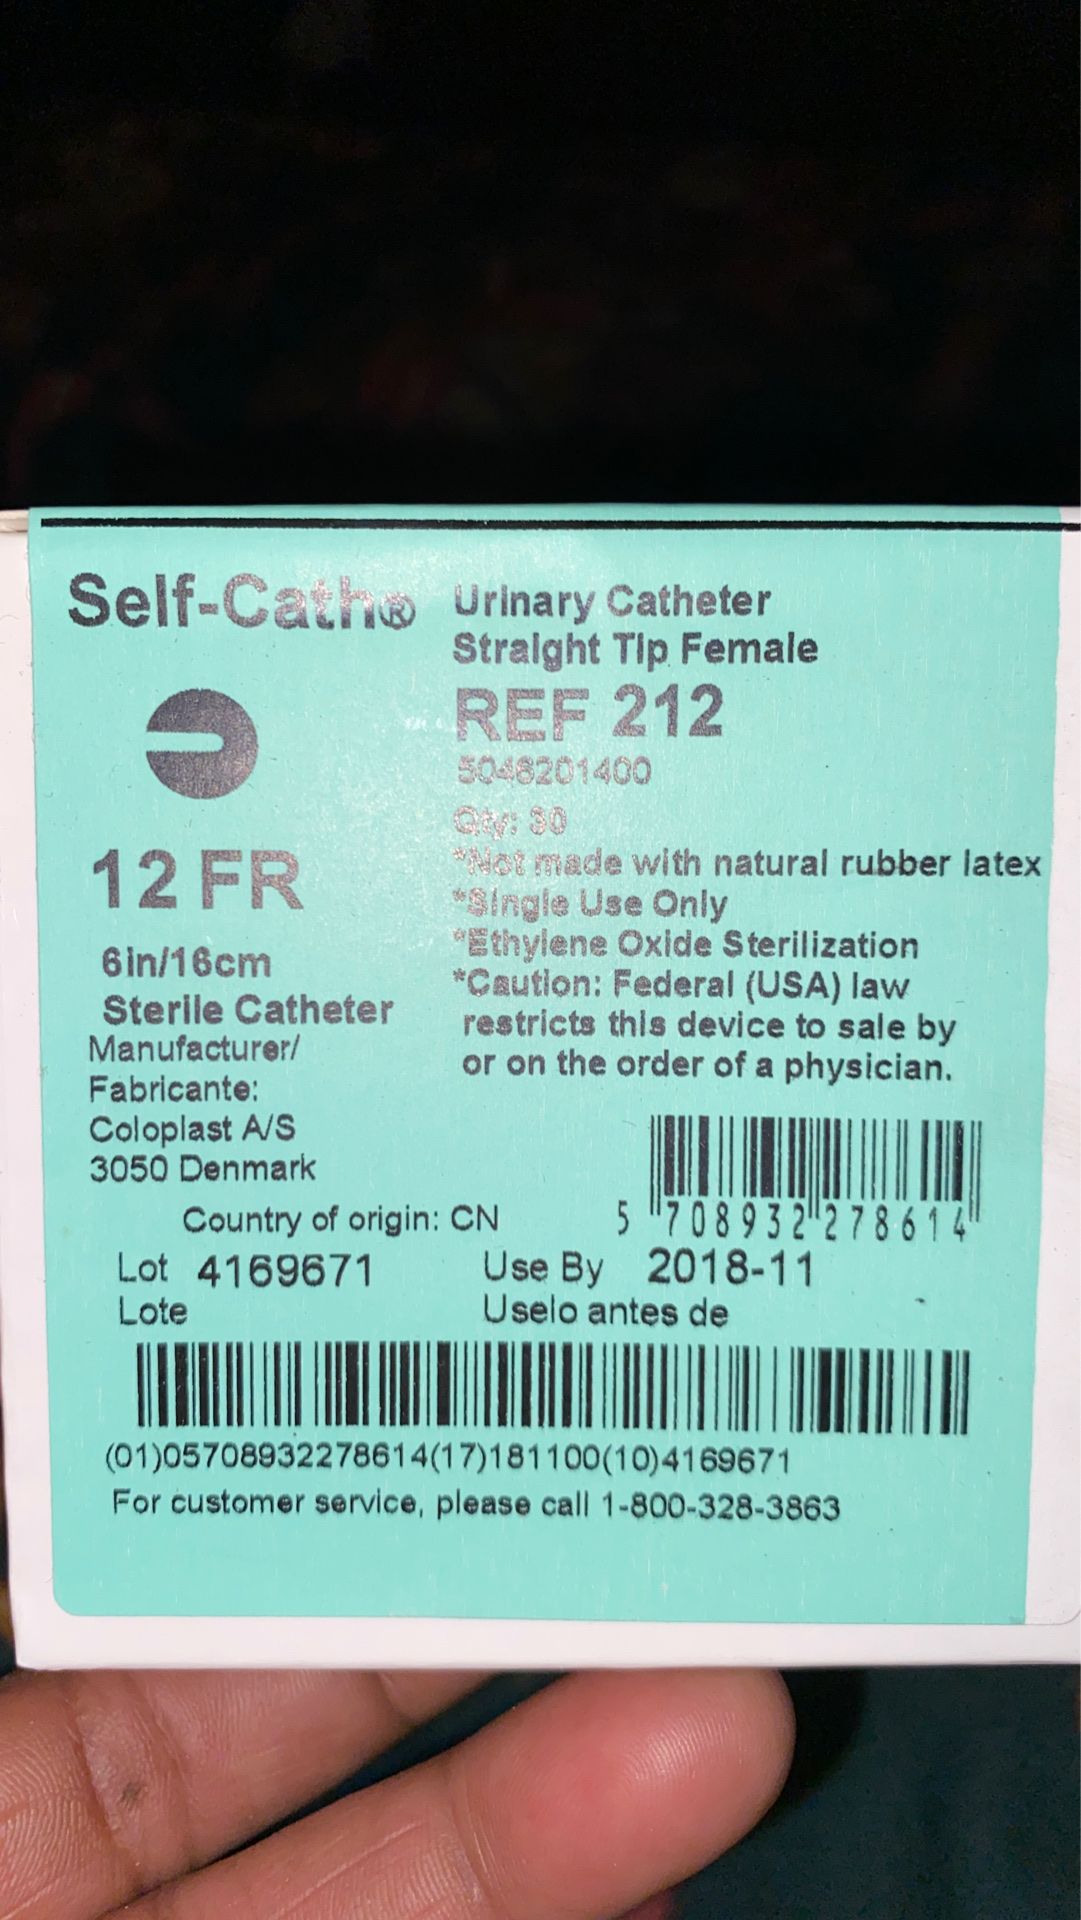 Self-Cath®
Urinary Catheter
Straight Tip Female
REF 212
5046201400
Qty: 30
*Not made with natural rubber latex
*Single Use Only
*Ethylene Oxide Sterilization
*Caution: Federal (USA) law
restricts this device to sale by
or on the order of a physician.
12 FR
6in/16cm
Sterile Catheter
Manufacturer/
Fabricante:
Coloplast A/S
3050 Denmark
Country of origin: CN
5 708932 278614
Lot 4169671
Lote
Use By 2018-11
Uselo antes de
(01)05708932278614(17)181100(10)4169671
For customer service, please call 1-800-328-3863